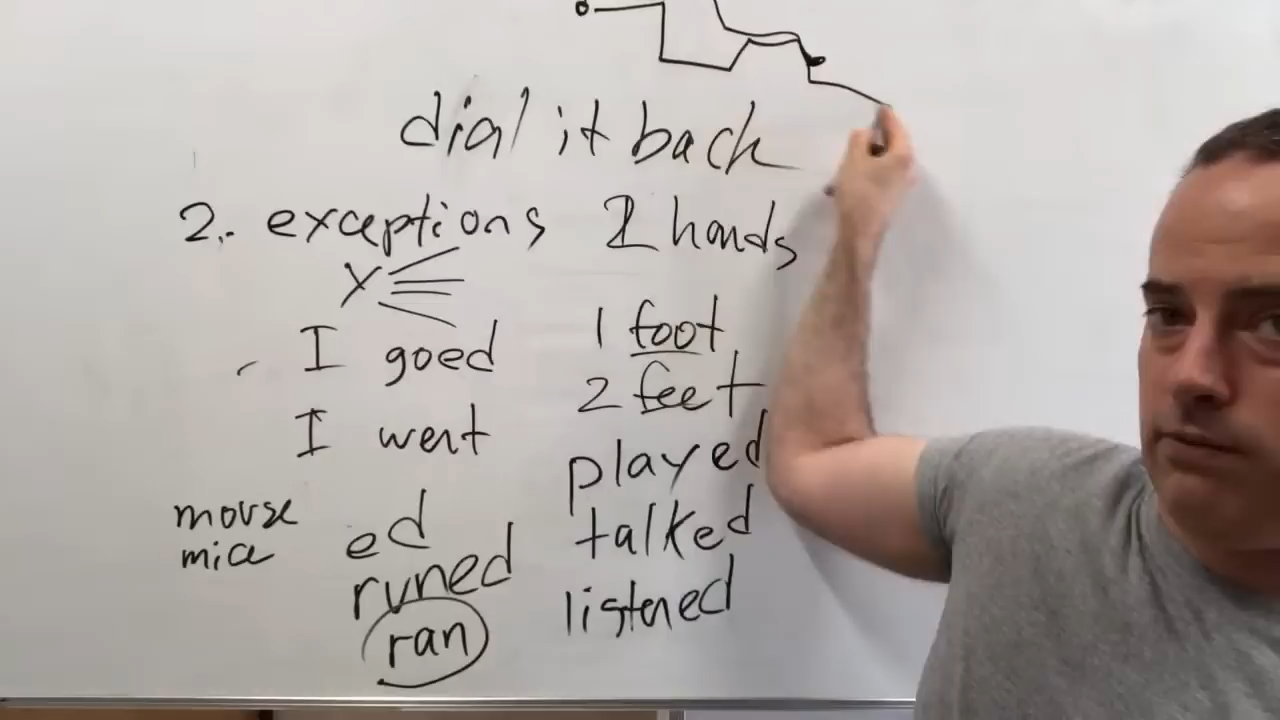 dial it back
2. exceptions 2 hands
Y
I goed
I went
1 foot
2 feet
played
talked
listened
mouse
mice
ed
runed
ran